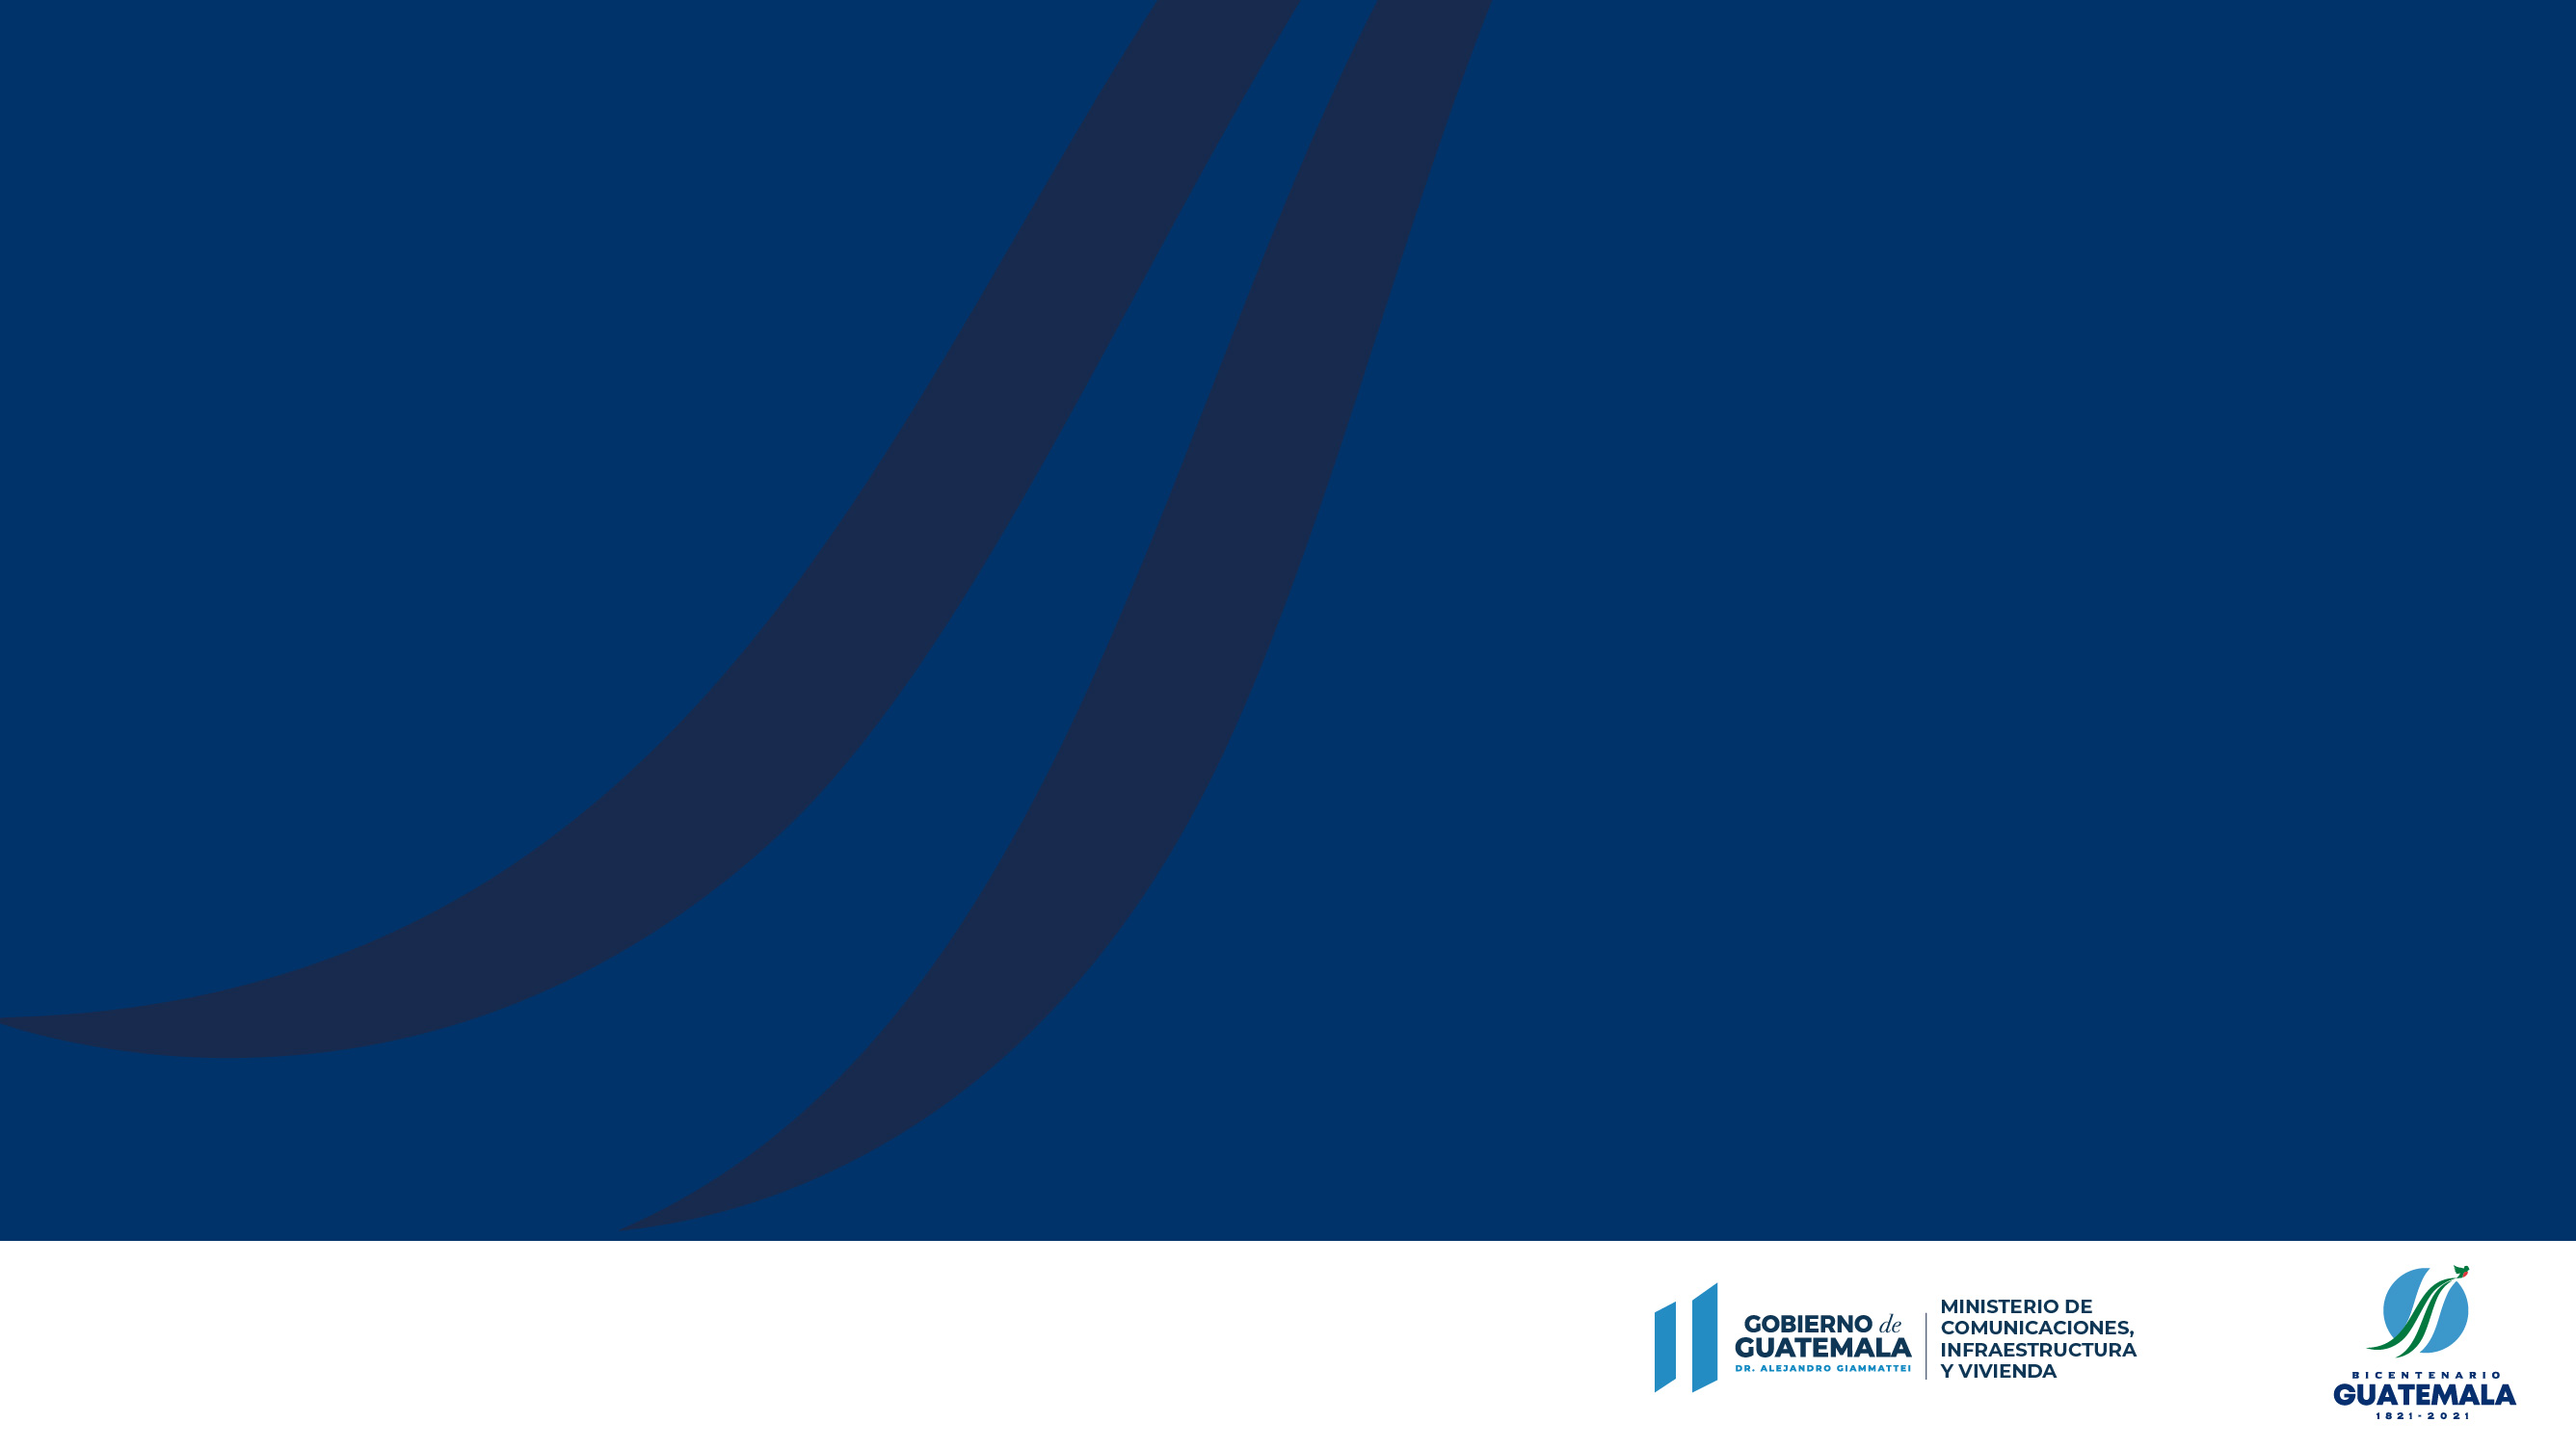 GOBIERNO de
GUATEMALA
DR. ALEJANDRO GIAMMATTEI
MINISTERIO DE
COMUNICACIONES,
INFRAESTRUCTURA
Y VIVIENDA
BICENTENARIO
GUATEMALA
1821-2021